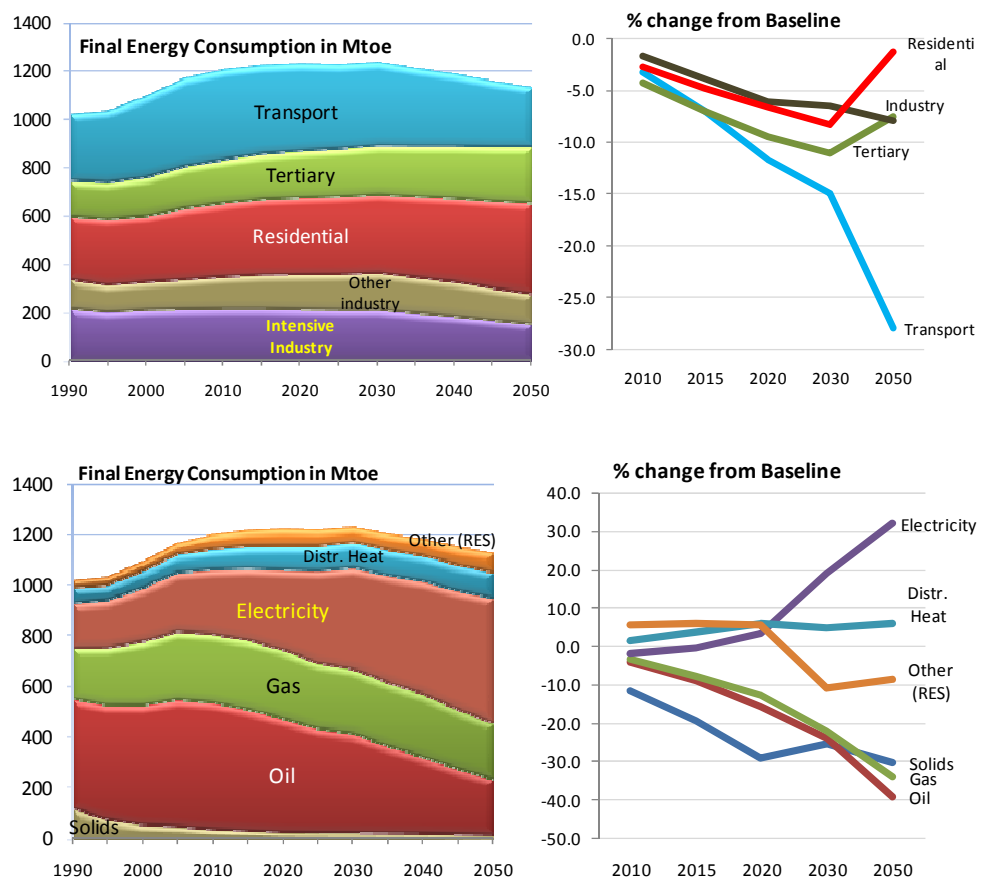 Final Energy Consumption in Mtoe
1400
1200
1000
800
600
400
200
0
Transport
Tertiary
Residential
Other
industry
Intensive
Industry
1990 2000 2010 2020 2030 2040 2050
% change from Baseline
0.0
-5.0
-10.0
-15.0
-20.0
-25.0
-30.0
Residenti
al
Industry
Tertiary
Transport
2010 2015 2020 2030 2050
Final Energy Consumption in Mtoe
1400
1200
1000
800
600
400
200
0
Other (RES)
Distr. Heat
Electricity
Gas
Oil
Solids
1990 2000 2010 2020 2030 2040 2050
% change from Baseline
40.0
30.0
20.0
10.0
0.0
-10.0
-20.0
-30.0
-40.0
-50.0
Electricity
Distr.
Heat
Other
(RES)
Solids
Gas
Oil
2010 2015 2020 2030 2050